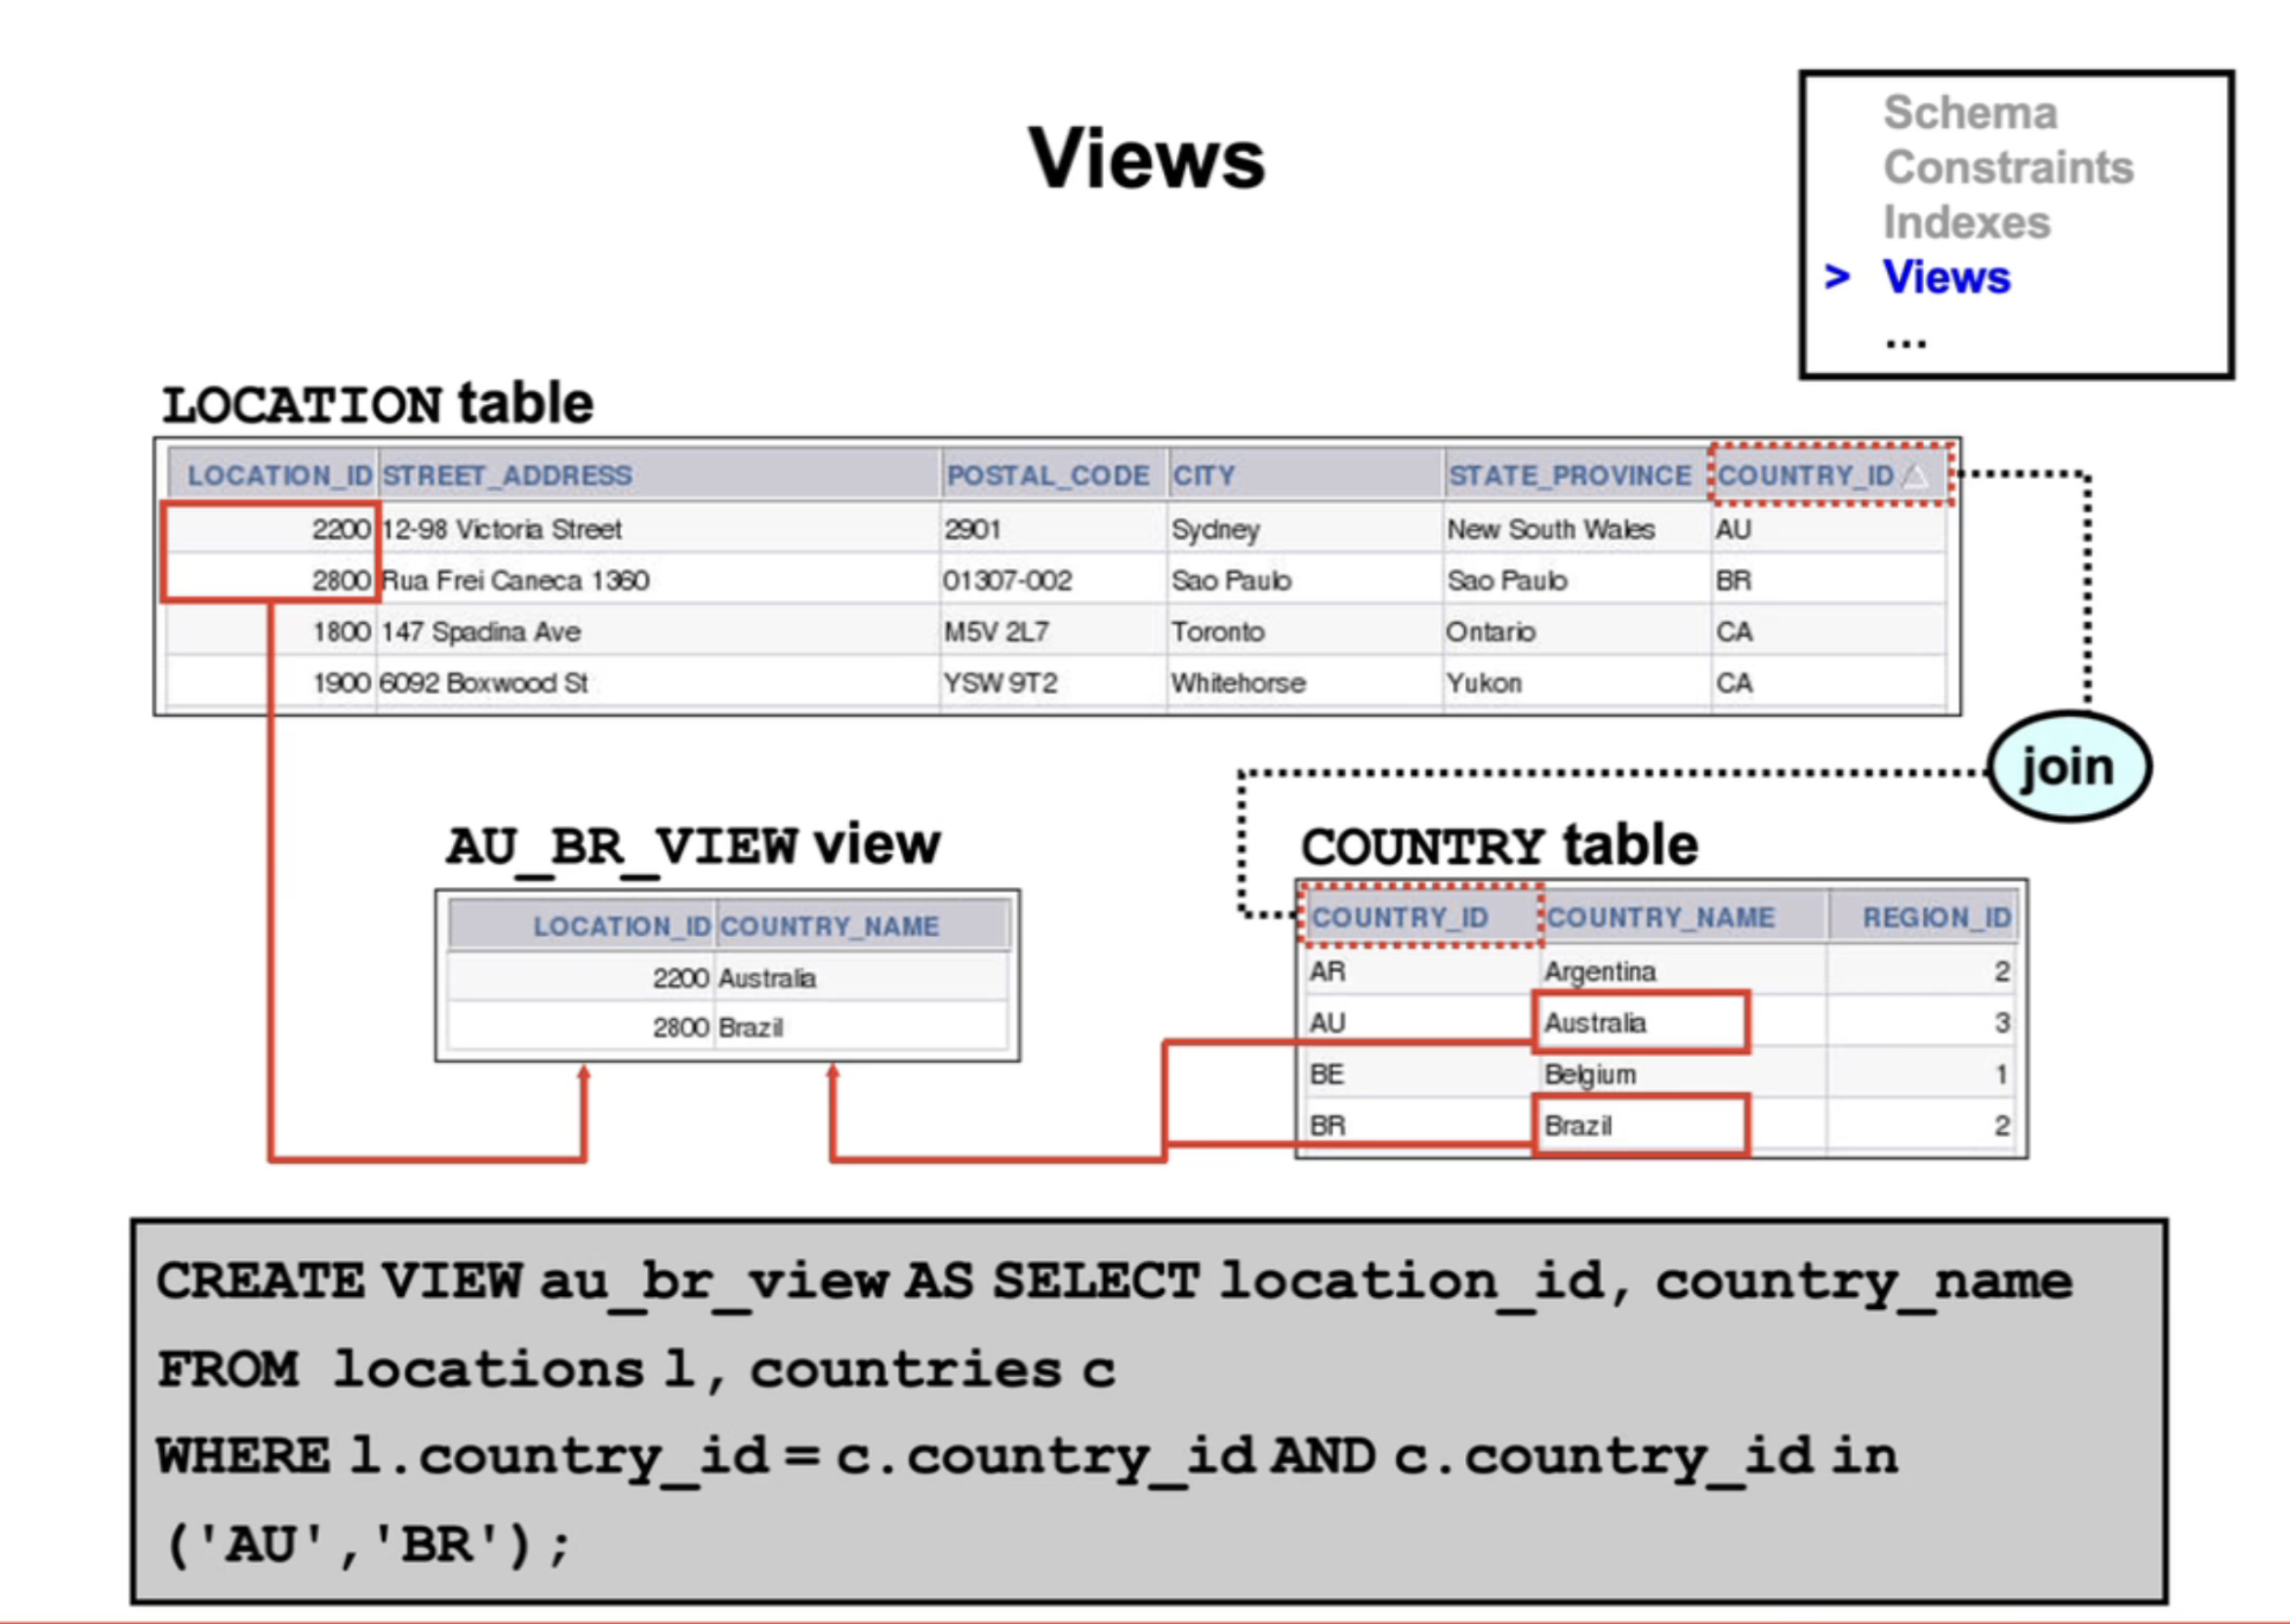 Views
Schema
Constraints
Indexes
> Views
...
LOCATION table
LOCATION_ID STREET_ADDRESS POSTAL_CODE CITY STATE_PROVINCE COUNTRY_ID
2200 12-98 Victoria Street 2901 Sydney New South Wales AU
2800 Rua Frei Caneca 1360 01307-002 Sao Paulo Sao Paulo BR
1800 147 Spadina Ave M5V 2L7 Toronto Ontario CA
1900 6092 Boxwood St YSW 9T2 Whitehorse Yukon CA
join
AU_BR_VIEW view
LOCATION_ID COUNTRY_NAME
2200 Australia
2800 Brazil
COUNTRY table
COUNTRY_ID COUNTRY_NAME REGION_ID
AR Argentina 2
AU Australia 3
BE Belgium 1
BR Brazil 2
CREATE VIEW au_br_view AS SELECT location_id, country_name
FROM locations l, countries c
WHERE l.country_id = c.country_id AND c.country_id in
('AU','BR');